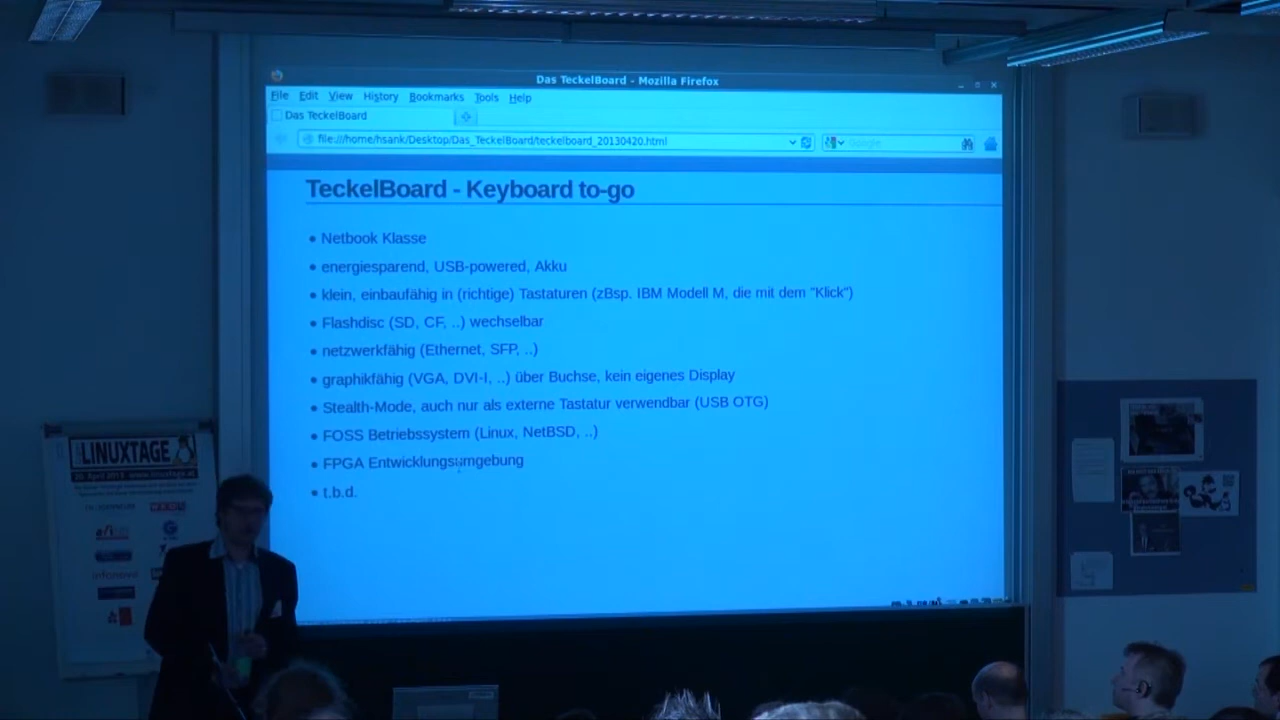 Das TeckelBoard - Mozilla Firefox
File Edit View History Bookmarks Tools Help
Das TeckelBoard
file:///home/hsank/Desktop/Das_TeckelBoard/teckelboard_20130420.html
Google
TeckelBoard - Keyboard to-go
• Netbook Klasse
• energiesparend, USB-powered, Akku
• klein, einbaufähig in (richtige) Tastaturen (zBsp. IBM Modell M, die mit dem "Klick")
• Flashdisc (SD, CF, ..) wechselbar
• netzwerkfähig (Ethernet, SFP, ..)
• graphikfähig (VGA, DVI-I, ..) über Buchse, kein eigenes Display
• Stealth-Mode, auch nur als externe Tastatur verwendbar (USB OTG)
• FOSS Betriebssystem (Linux, NetBSD, ..)
• FPGA Entwicklungsumgebung
• t.b.d.
LINUXTAGE